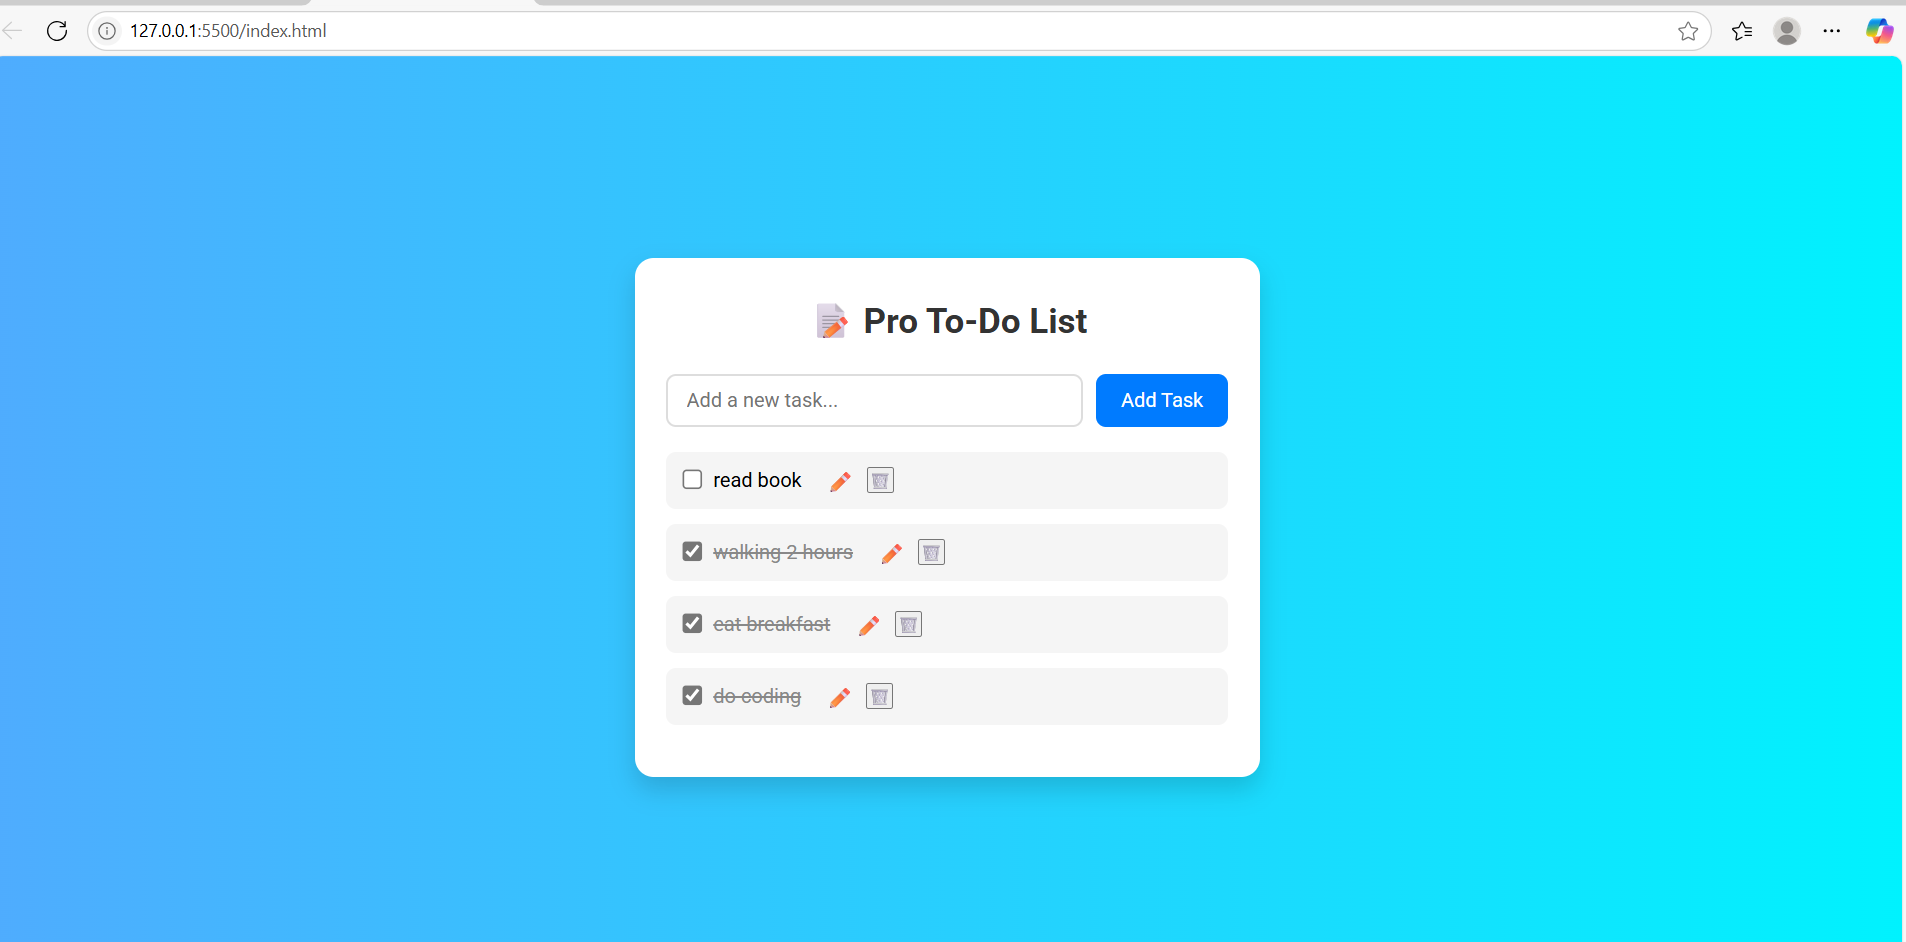 127.0.0.1:5500/index.html
Pro To-Do List
Add a new task...
Add Task
read book
walking 2 hours
eat breakfast
do coding